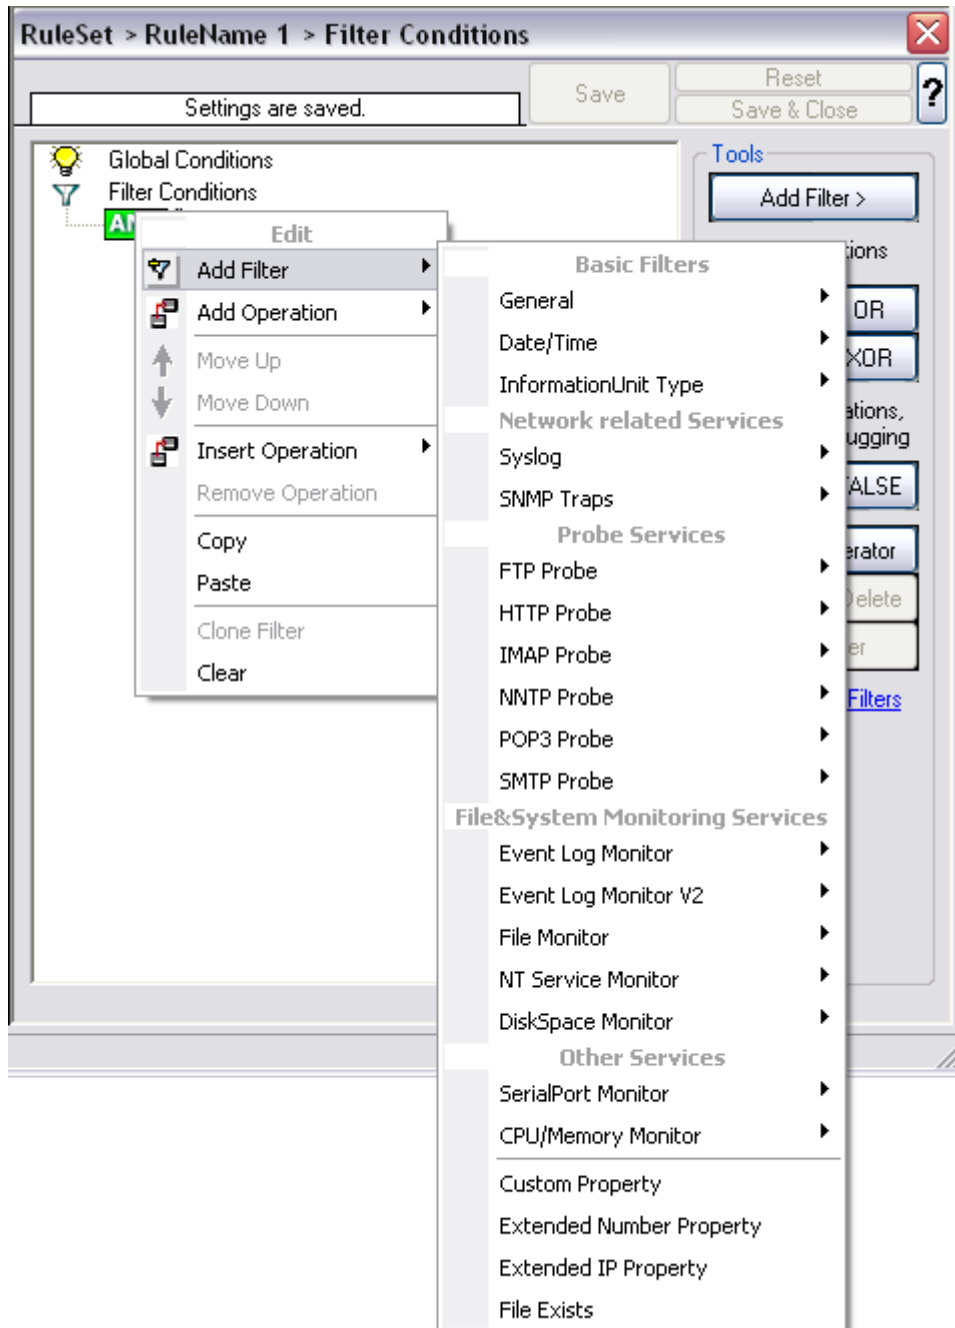 RuleSet > RuleName 1 > Filter Conditions
Settings are saved.
Save
Reset
Save & Close
?
Global Conditions
Filter Conditions
Tools
Add Filter >
OR
XOR
Filters
Edit
Add Filter
Add Operation
Move Up
Move Down
Insert Operation
Remove Operation
Copy
Paste
Clone Filter
Clear
Basic Filters
General
Date/Time
InformationUnit Type
Network related Services
Syslog
SNMP Traps
Probe Services
FTP Probe
HTTP Probe
IMAP Probe
NNTP Probe
POP3 Probe
SMTP Probe
File&System Monitoring Services
Event Log Monitor
Event Log Monitor V2
File Monitor
NT Service Monitor
DiskSpace Monitor
Other Services
SerialPort Monitor
CPU/Memory Monitor
Custom Property
Extended Number Property
Extended IP Property
File Exists